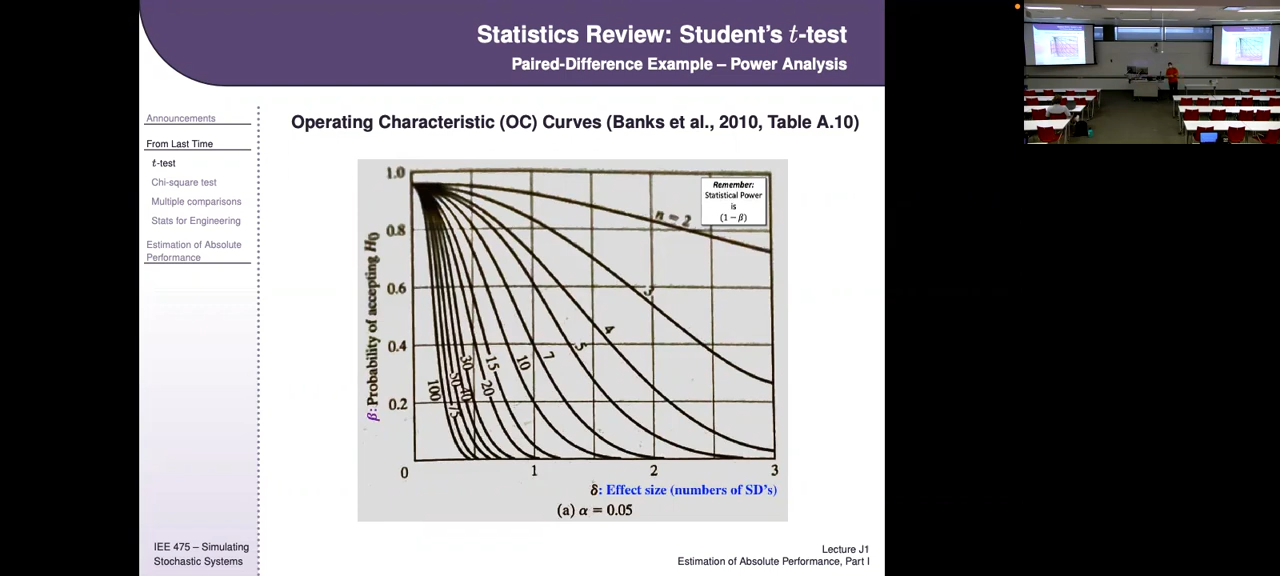 Statistics Review: Student's t-test
Paired-Difference Example – Power Analysis
Announcements
From Last Time
t-test
Chi-square test
Multiple comparisons
Stats for Engineering
Estimation of Absolute
Performance
Operating Characteristic (OC) Curves (Banks et al., 2010, Table A.10)
Remember:
Statistical Power
is
(1 − β)
β: Probability of accepting H0
1.0
0.8
0.6
0.4
0.2
0
1
2
3
n = 2
3
4
5
7
10
15
20
30
40
50
75
100
δ: Effect size (numbers of SD's)
(a) α = 0.05
IEE 475 – Simulating
Stochastic Systems
Lecture J1
Estimation of Absolute Performance, Part I